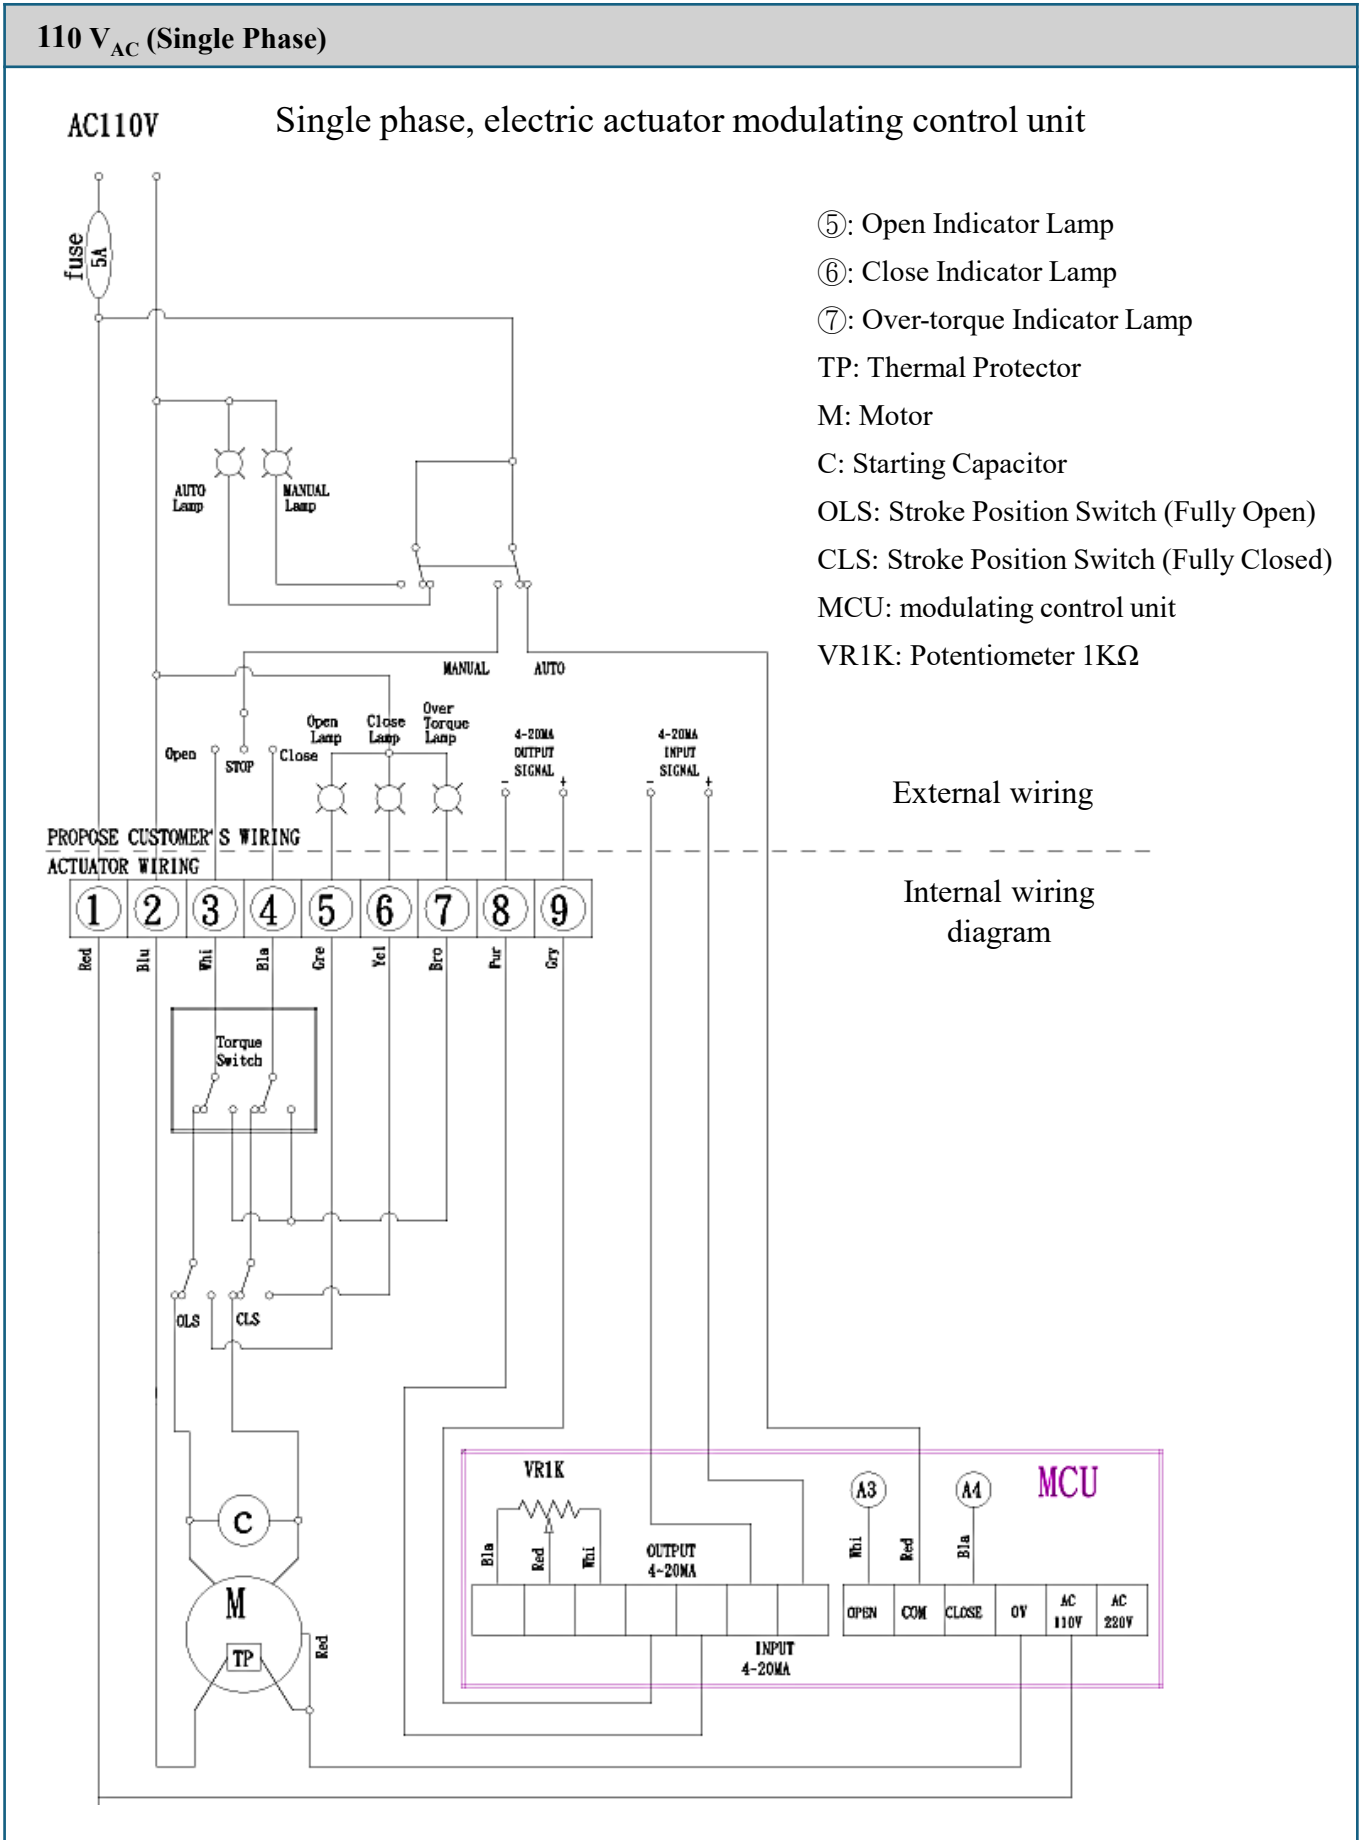 110 VAC (Single Phase)
AC110V
Single phase, electric actuator modulating control unit
fuse
5A
⑤: Open Indicator Lamp
⑥: Close Indicator Lamp
⑦: Over-torque Indicator Lamp
TP: Thermal Protector
M: Motor
C: Starting Capacitor
OLS: Stroke Position Switch (Fully Open)
CLS: Stroke Position Switch (Fully Closed)
MCU: modulating control unit
VR1K: Potentiometer 1KΩ
AUTO
Lamp
MANUAL
Lamp
MANUAL
AUTO
Open
STOP
Close
Open
Lamp
Close
Lamp
Over
Torque
Lamp
4-20MA
OUTPUT
SIGNAL
- +
4-20MA
INPUT
SIGNAL
- +
External wiring
PROPOSE CUSTOMER'S WIRING
ACTUATOR WIRING
Internal wiring
diagram
1 2 3 4 5 6 7 8 9
Red Blu Whi Bla Gre Yel Bro Pur Gry
Torque
Switch
OLS
CLS
C
M
TP
Red
VR1K
Bla
Red
Whi
OUTPUT
4~20MA
INPUT
4-20MA
MCU
A3
A4
Whi
Red
Bla
OPEN
COM
CLOSE
0V
AC
110V
AC
220V